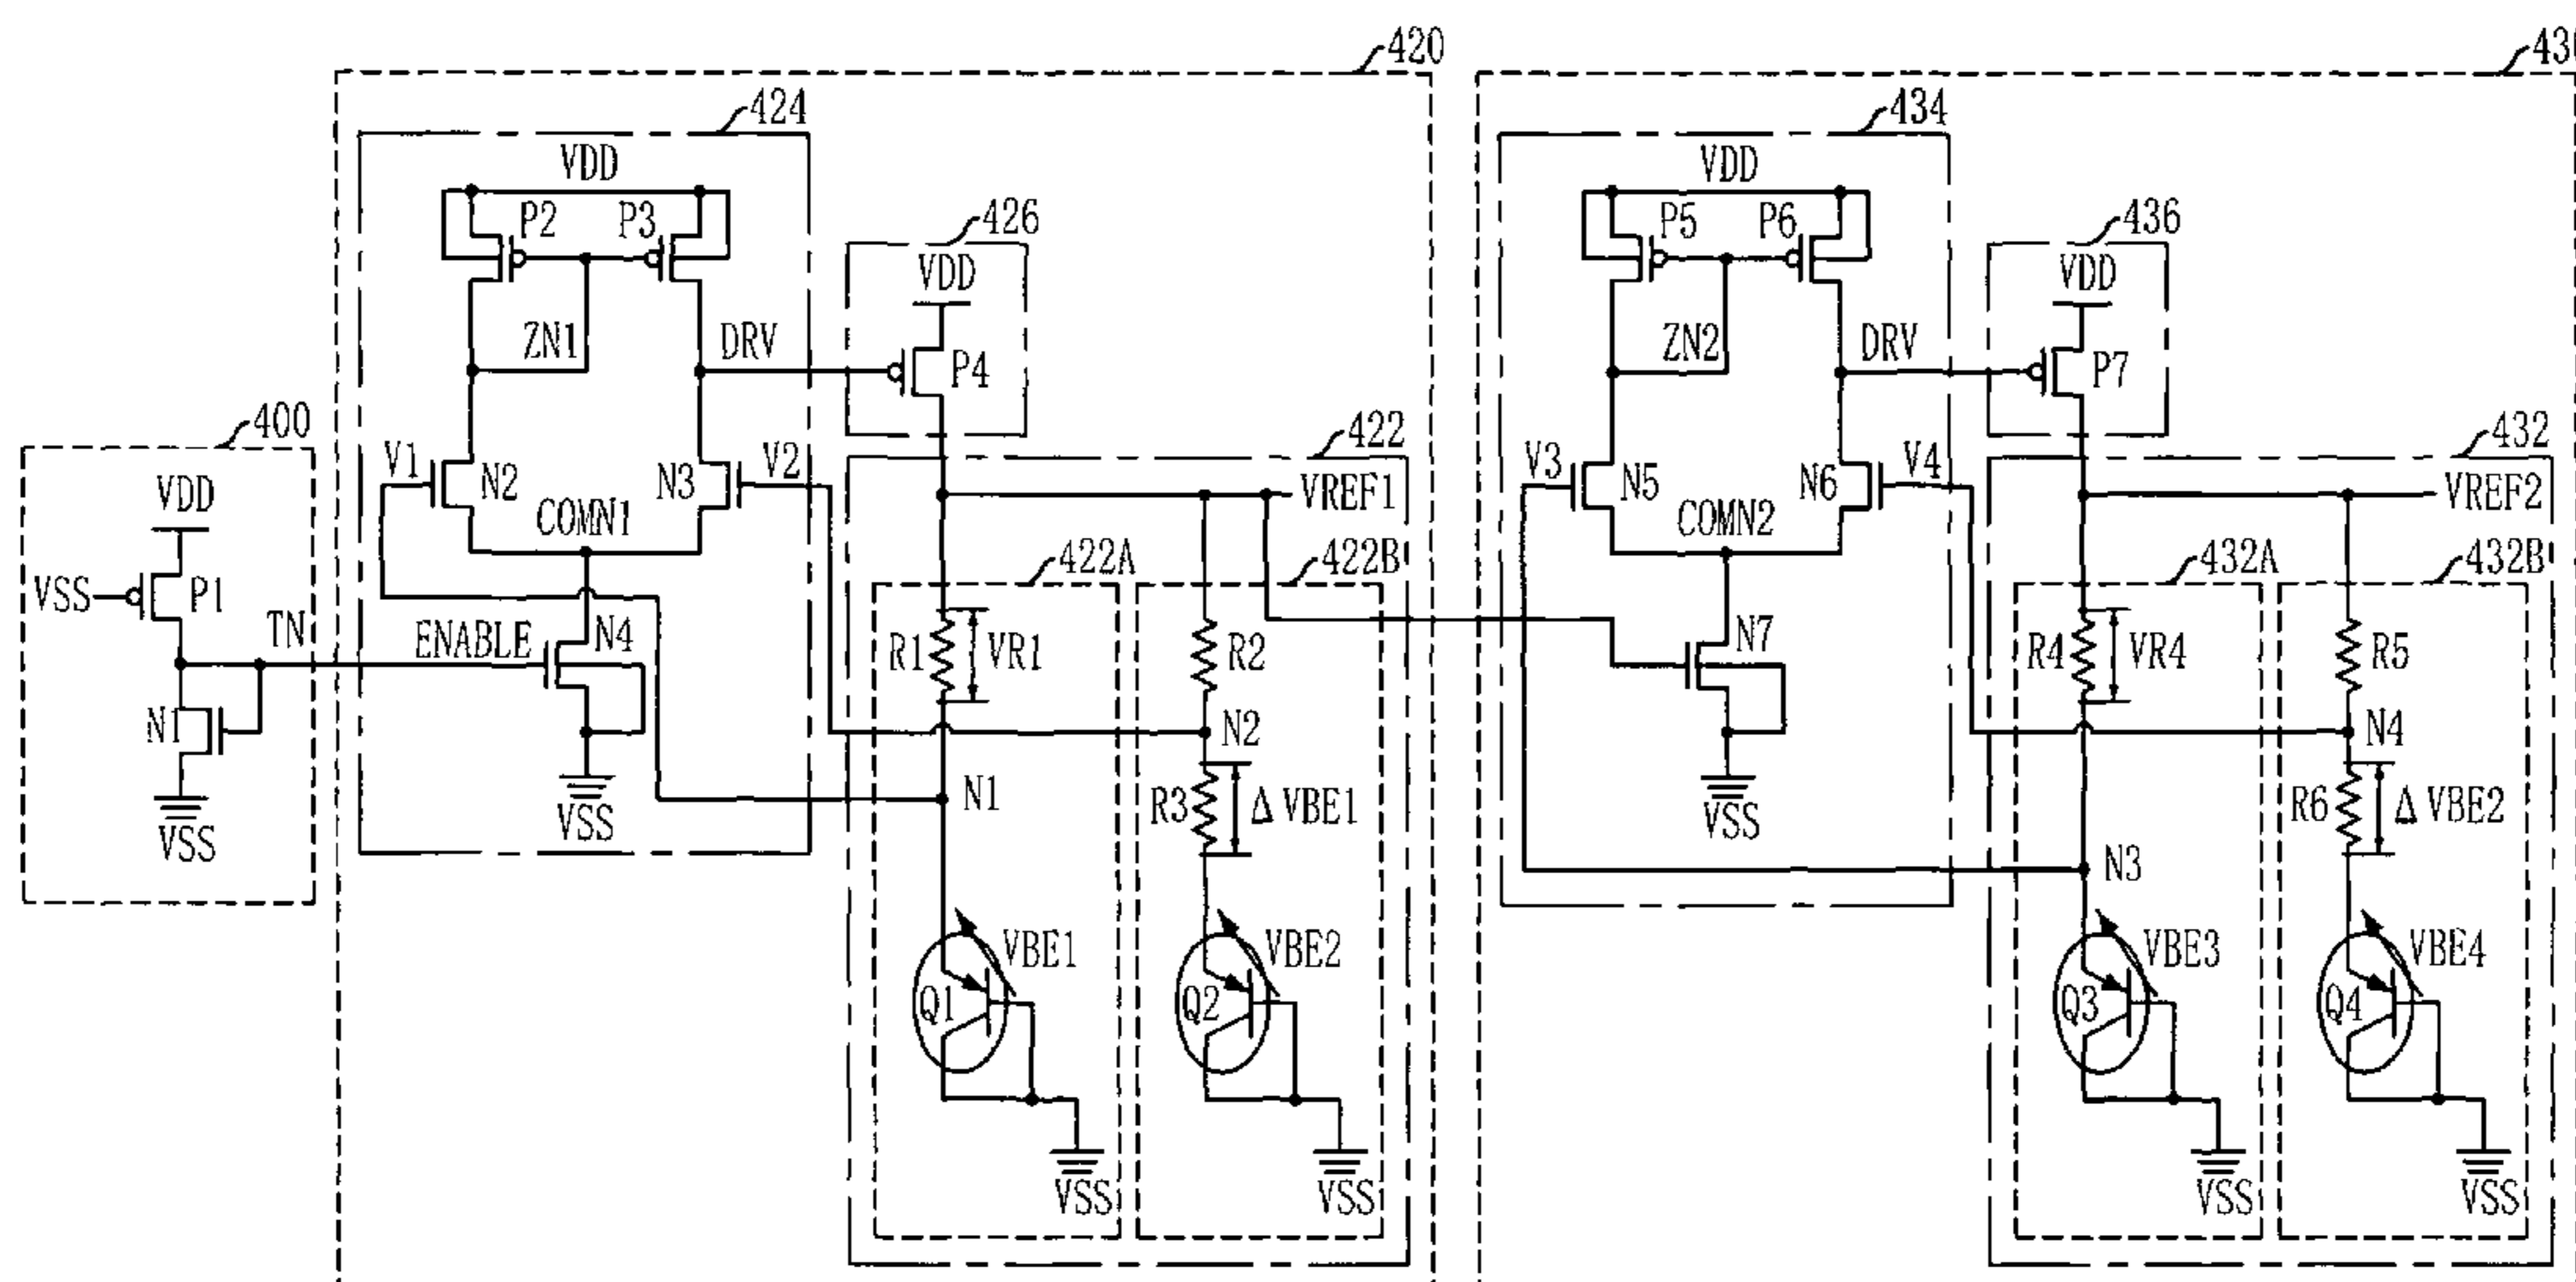 420
43
424
434
VDD
VDD
P2
P3
P5
P6
426
436
VDD
VDD
ZN1
DRV
P4
ZN2
DRV
P7
400
422
432
V1
N2
N3
V2
V3
N5
N6
V4
VDD
COMN1
VREF1
COMN2
VREF2
422A
422B
432A
432B
VSS
P1
TN
ENABLE
N4
R1
VR1
R2
N7
R4
VR4
R5
N1
N2
N4
VSS
VSS
N1
R3
Δ VBE1
VSS
N3
R6
Δ VBE2
VBE1
VBE2
VBE3
VBE4
Q1
Q2
Q3
Q4
VSS
VSS
VSS
VSS